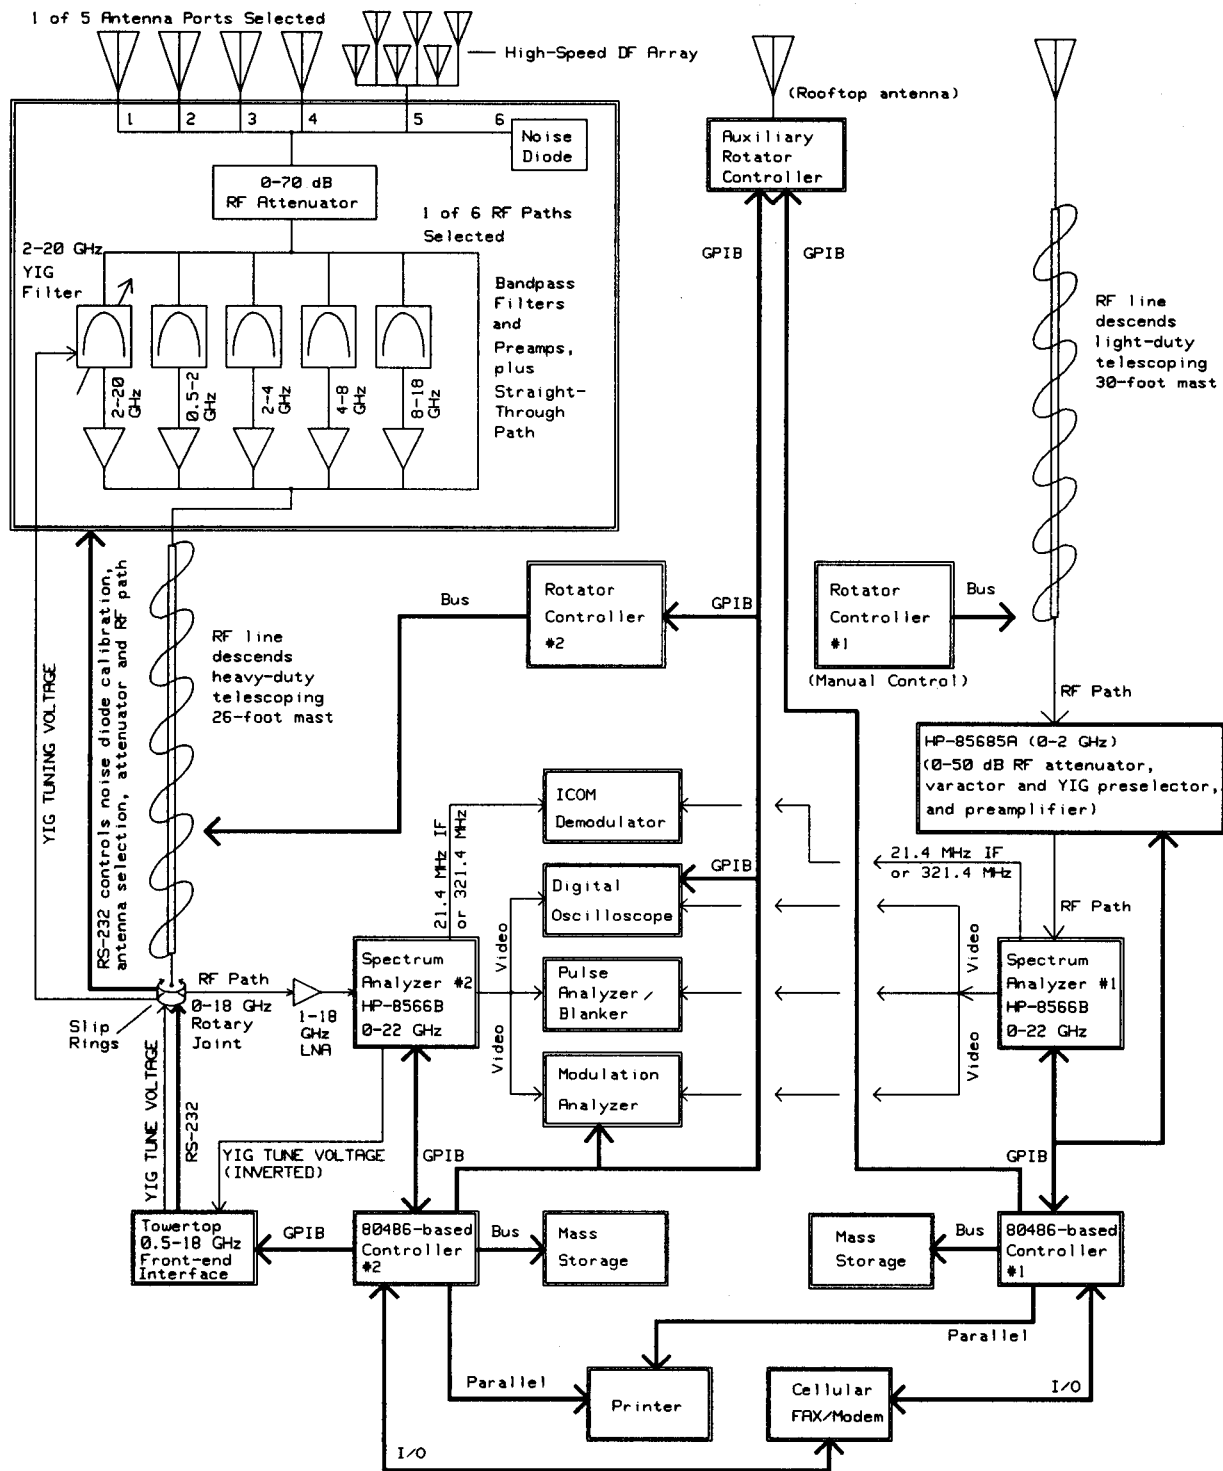 1 of 5 Antenna Ports Selected
High-Speed DF Array
(Rooftop antenna)
1
2
3
4
5
6
Noise
Diode
Auxiliary
Rotator
Controller
0-70 dB
RF Attenuator
1 of 6 RF Paths
Selected
2-20 GHz
YIG
Filter
GPIB
GPIB
Bandpass
Filters
and
Preamps,
plus
Straight-
Through
Path
RF line
descends
light-duty
telescoping
30-foot mast
2-20
GHz
0.5-2
GHz
2-4
GHz
4-8
GHz
8-18
GHz
YIG TUNING VOLTAGE
RS-232 controls noise diode calibration,
antenna selection, attenuator and RF path
RF line
descends
heavy-duty
telescoping
26-foot mast
Bus
Rotator
Controller
#2
GPIB
Rotator
Controller
#1
(Manual Control)
Bus
RF Path
HP-85685A (0-2 GHz)
(0-50 dB RF attenuator,
varactor and YIG preselector,
and preamplifier)
ICOM
Demodulator
21.4 MHz IF
or 321.4 MHz
21.4 MHz IF
or 321.4 MHz
GPIB
Digital
Oscilloscope
RF Path
Video
Video
RF Path
0-18 GHz
Rotary
Joint
Slip
Rings
1-18
GHz
LNA
Spectrum
Analyzer #2
HP-8566B
0-22 GHz
Pulse
Analyzer/
Blanker
Spectrum
Analyzer #1
HP-8566B
0-22 GHz
Video
Video
Modulation
Analyzer
YIG TUNE VOLTAGE
RS-232
YIG TUNE VOLTAGE
(INVERTED)
GPIB
GPIB
Towertop
0.5-18 GHz
Front-end
Interface
GPIB
80486-based
Controller
#2
Bus
Mass
Storage
Mass
Storage
Bus
80486-based
Controller
#1
Parallel
Parallel
Printer
Cellular
FAX/Modem
I/O
I/O